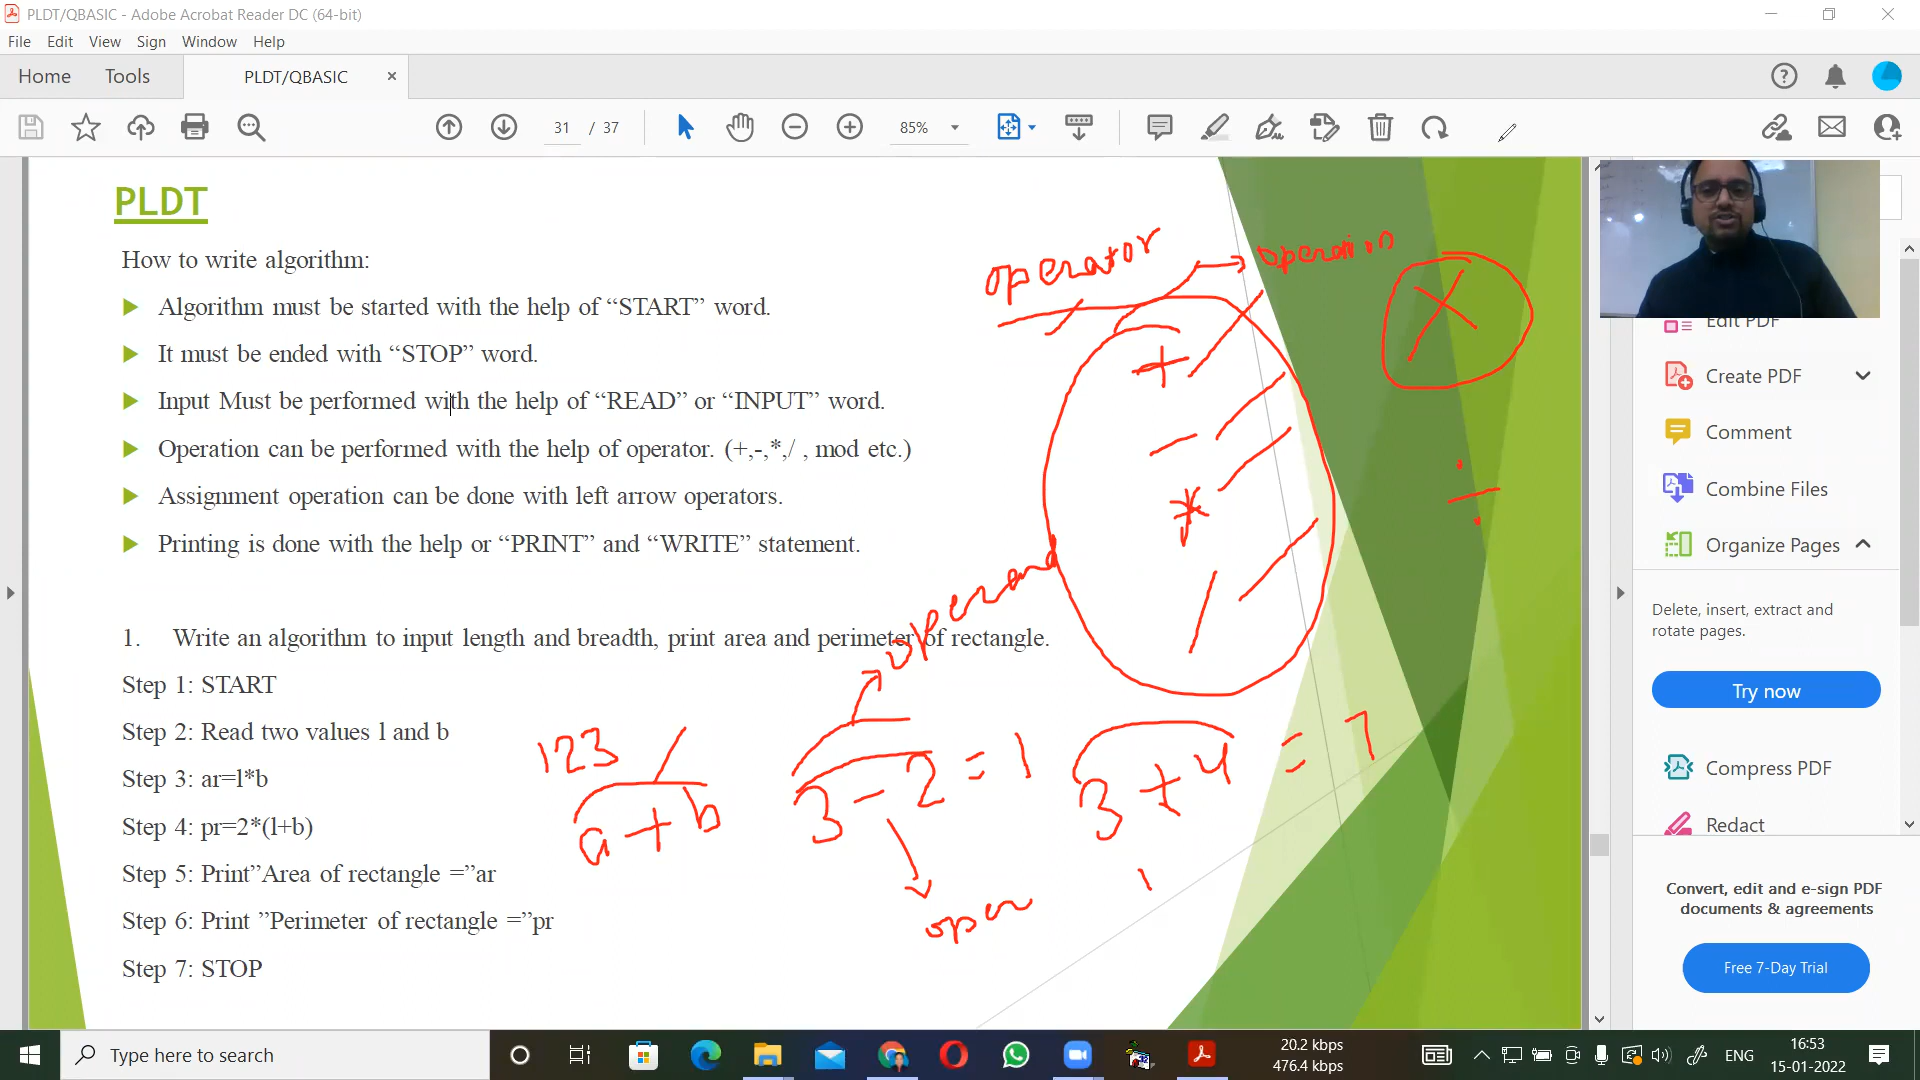 PLDT/QBASIC - Adobe Acrobat Reader DC (64-bit)
File Edit View Sign Window Help
Home Tools PLDT/QBASIC ×
31 / 37 85%
PLDT
How to write algorithm:
Algorithm must be started with the help of “START” word.
It must be ended with “STOP” word.
Input Must be performed with the help of “READ” or “INPUT” word.
Operation can be performed with the help of operator. (+,-,*,/ , mod etc.)
Assignment operation can be done with left arrow operators.
Printing is done with the help or “PRINT” and “WRITE” statement.
1. Write an algorithm to input length and breadth, print area and perimeter of rectangle.
Step 1: START
Step 2: Read two values l and b
Step 3: ar=l*b
Step 4: pr=2*(l+b)
Step 5: Print”Area of rectangle =”ar
Step 6: Print ”Perimeter of rectangle =”pr
Step 7: STOP
operator
operation
+
-
*
/
×
÷
operand
123
a+b
3-2=1
3+4=7
oper
Edit PDF
Create PDF
Comment
Combine Files
Organize Pages
Delete, insert, extract and
rotate pages.
Try now
Compress PDF
Redact
Convert, edit and e-sign PDF
documents & agreements
Free 7-Day Trial
Type here to search
20.2 kbps
476.4 kbps
ENG
16:53
15-01-2022